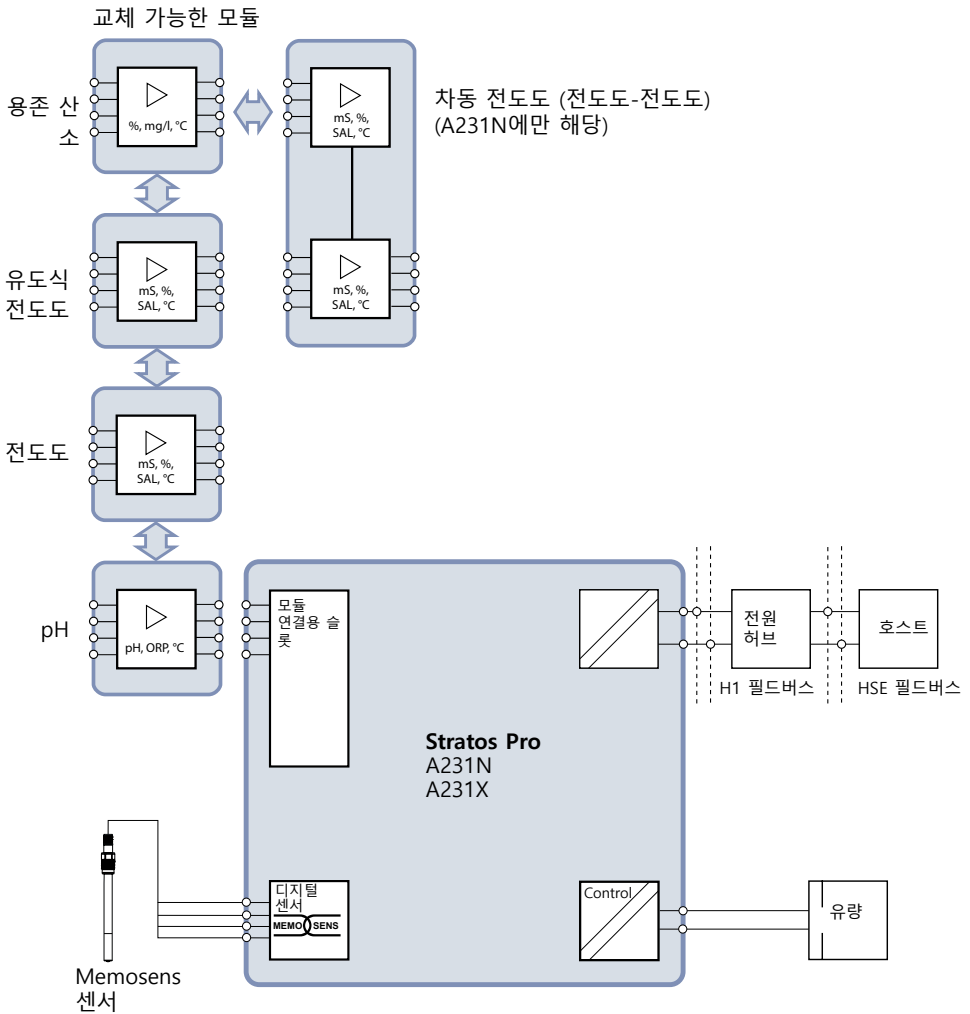 교체 가능한 모듈
용존 산
소
%, mg/l, °C
mS, %,
SAL, °C
차동 전도도 (전도도-전도도)
(A231N에만 해당)
유도식
전도도
mS, %,
SAL, °C
mS, %,
SAL, °C
전도도
mS, %,
SAL, °C
pH
pH, ORP, °C
모듈
연결용 슬
롯
전원
허브
호스트
H1 필드버스
HSE 필드버스
Stratos Pro
A231N
A231X
디지털
센서
MEMO SENS
Control
유량
Memosens
센서